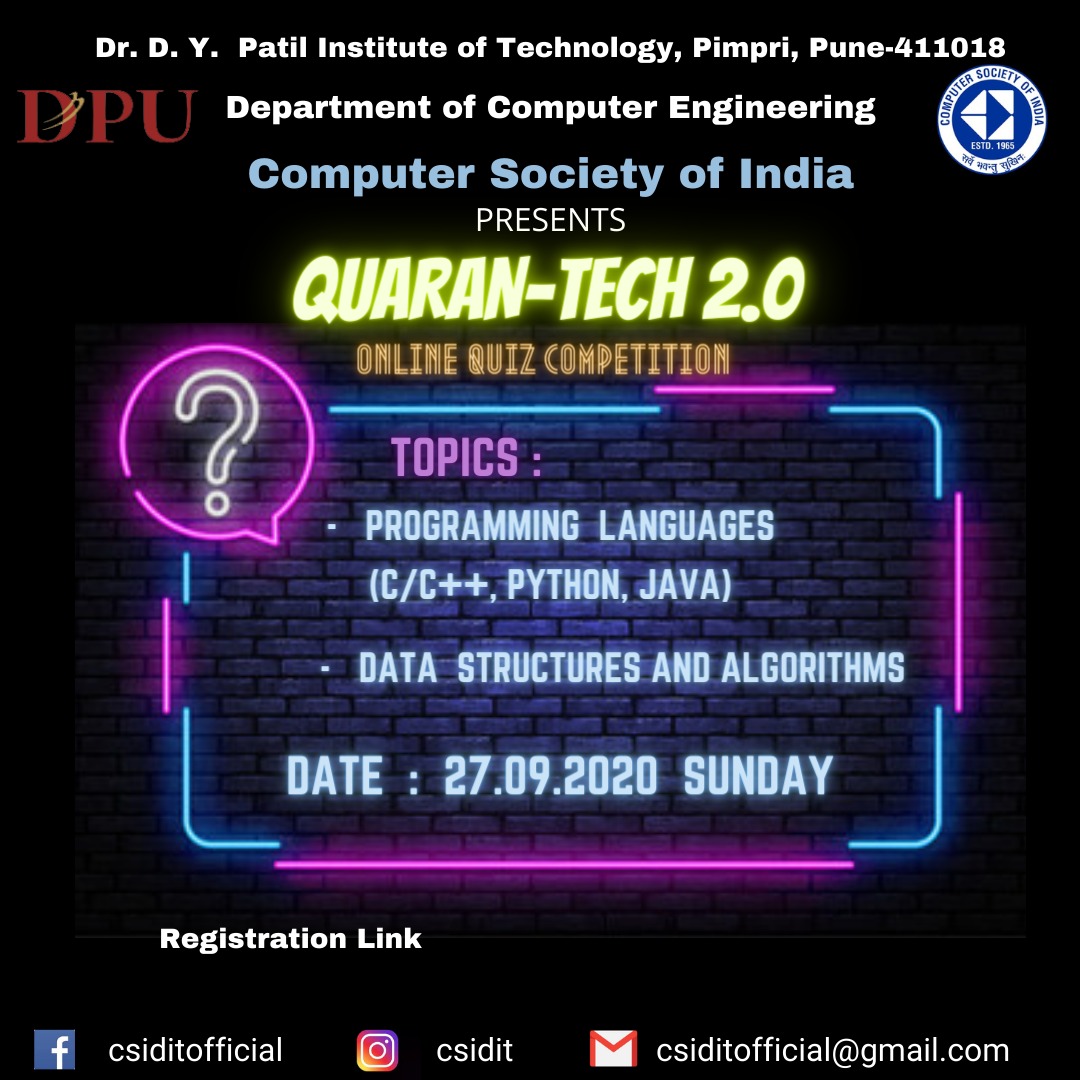 Dr. D. Y. Patil Institute of Technology, Pimpri, Pune-411018
DPU
Department of Computer Engineering
COMPUTER SOCIETY OF INDIA
ESTD. 1965
सर्वे भवन्तु सुखिनः
Computer Society of India
PRESENTS
QUARAN-TECH 2.0
ONLINE QUIZ COMPETITION
?
TOPICS :
- PROGRAMMING LANGUAGES
(C/C++, PYTHON, JAVA)
- DATA STRUCTURES AND ALGORITHMS
DATE : 27.09.2020 SUNDAY
Registration Link
csiditofficial csidit csiditofficial@gmail.com